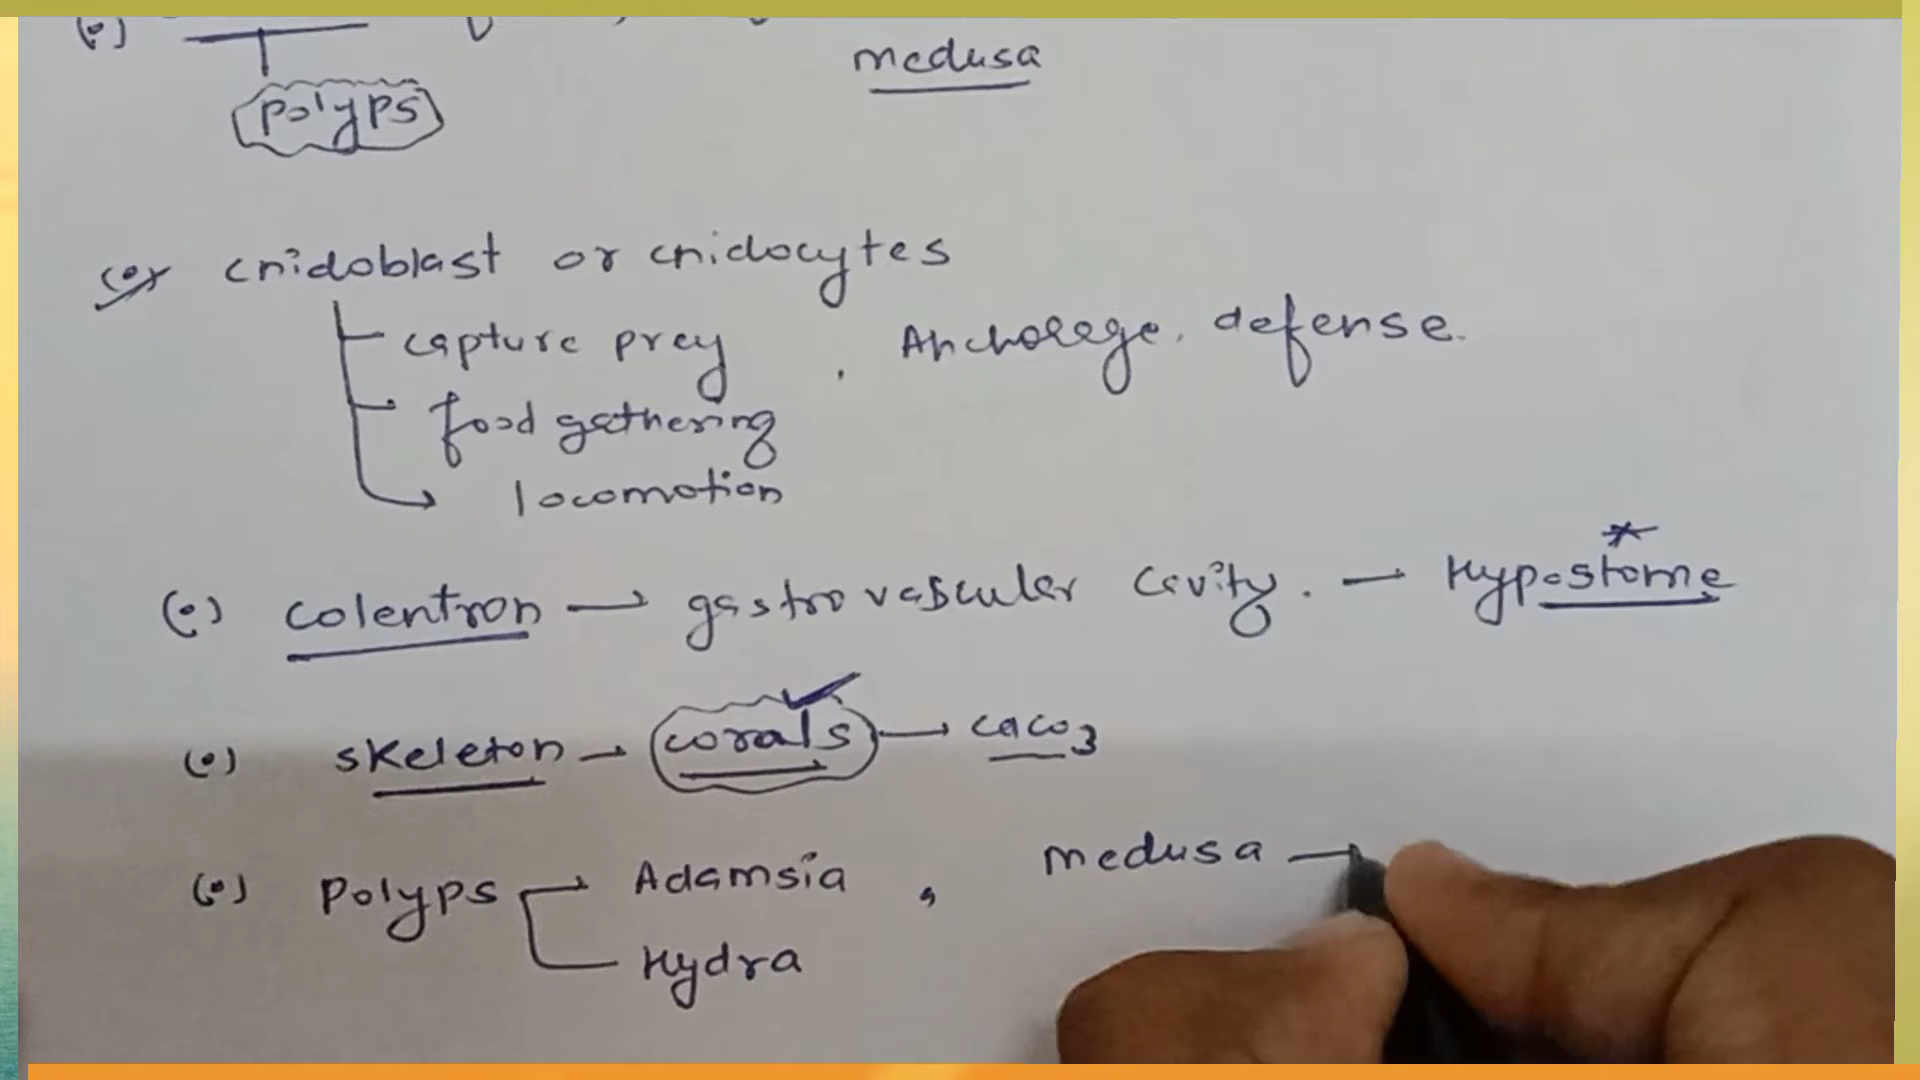 medusa
polyps
cnidoblast or cnidocytes
capture prey , Anchorage, defense.
food gathering
locomotion
(•) colentron → gastrovascular cavity. — Hypostome *
(•) skeleton → corals → caco3
(•) Polyps → Adamsia , medusa →
Hydra